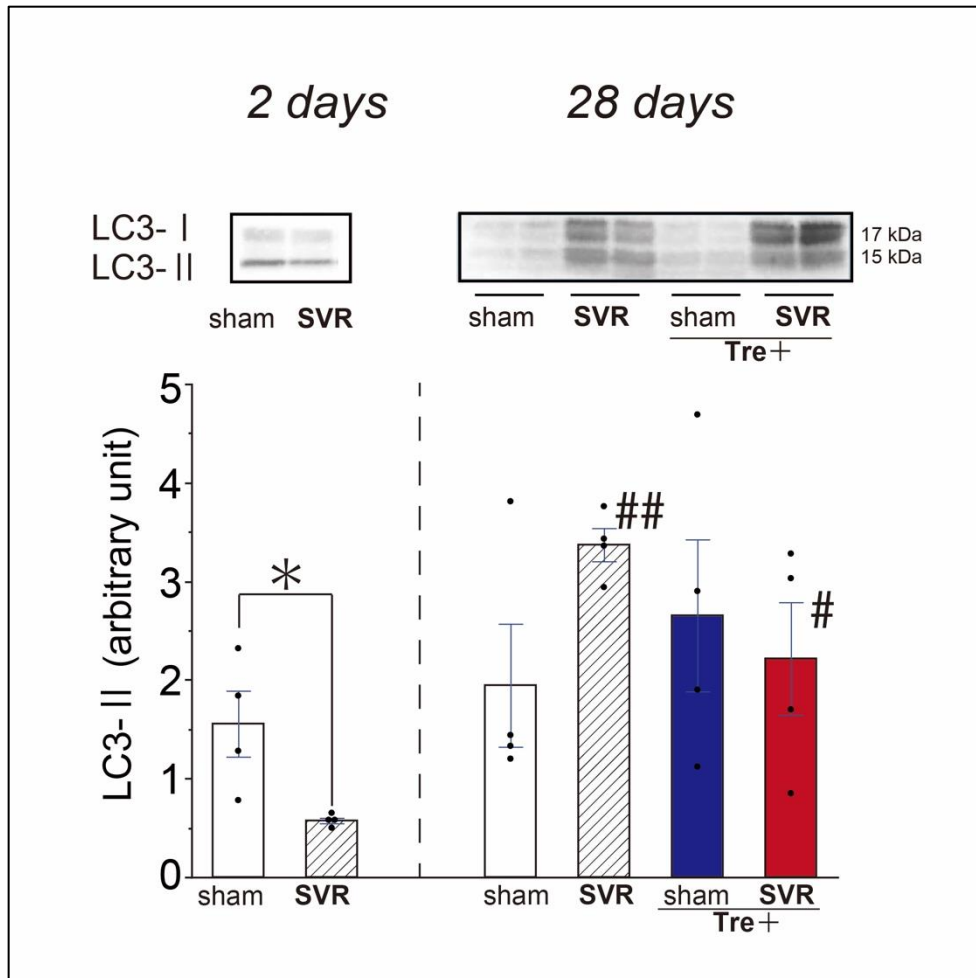 2 days 28 days
LC3- I
LC3- II
17 kDa
15 kDa
sham SVR sham SVR sham SVR
Tre+
LC3-II (arbitrary unit)
5
4
3
2
1
0
*
##
#
sham SVR sham SVR sham SVR
Tre+